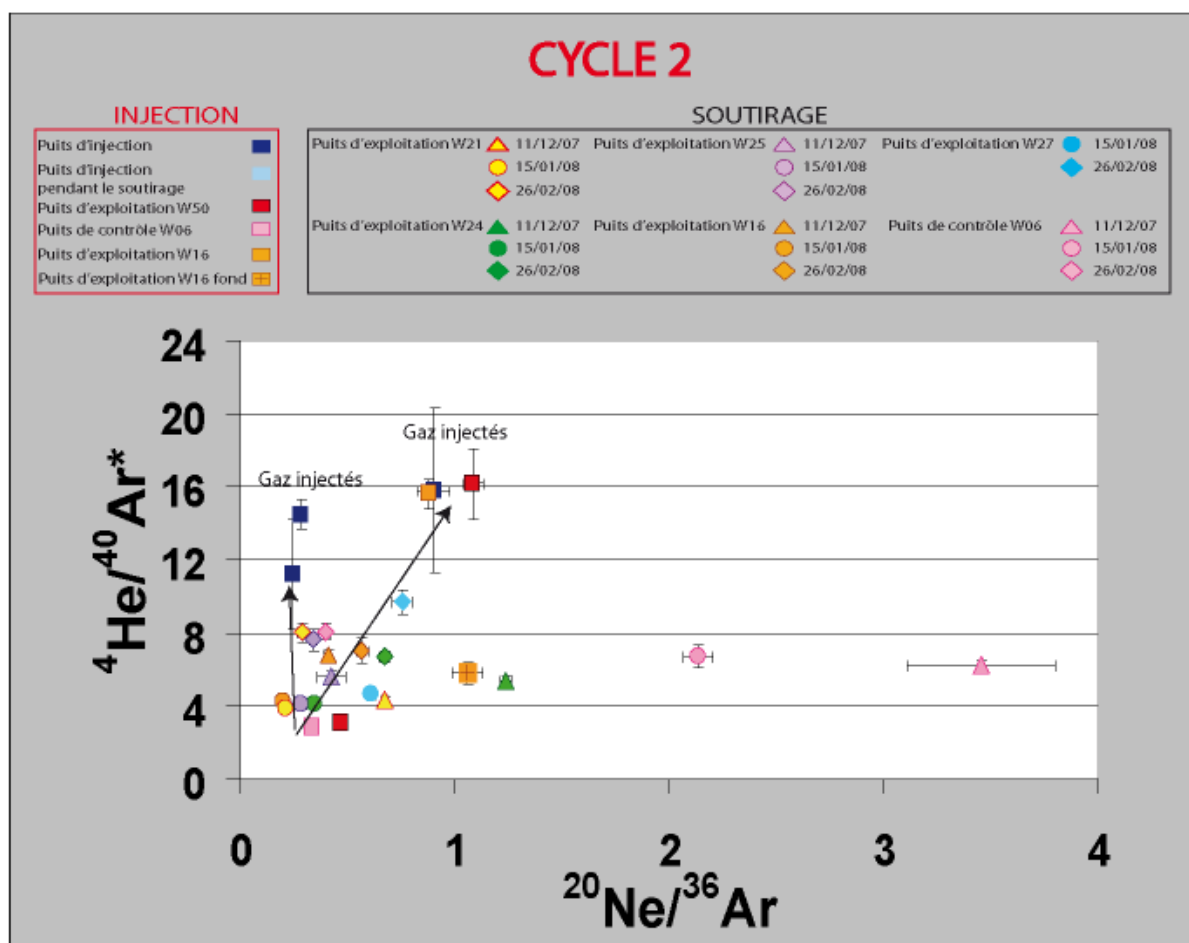 CYCLE 2
INJECTION
Puits d'injection
Puits d'injection
pendant le soutirage
Puits d'exploitation W50
Puits de contrôle W06
Puits d'exploitation W16
Puits d'exploitation W16 fond
SOUTIRAGE
Puits d'exploitation W21 11/12/07 Puits d'exploitation W25 11/12/07 Puits d'exploitation W27 15/01/08
15/01/08 15/01/08 26/02/08
26/02/08 26/02/08
Puits d'exploitation W24 11/12/07 Puits d'exploitation W16 11/12/07 Puits de contrôle W06 11/12/07
15/01/08 15/01/08 15/01/08
26/02/08 26/02/08 26/02/08
24
20
Gaz injectés
Gaz injectés
16
12
8
4
0
4He/40Ar*
0 1 2 3 4
20Ne/36Ar